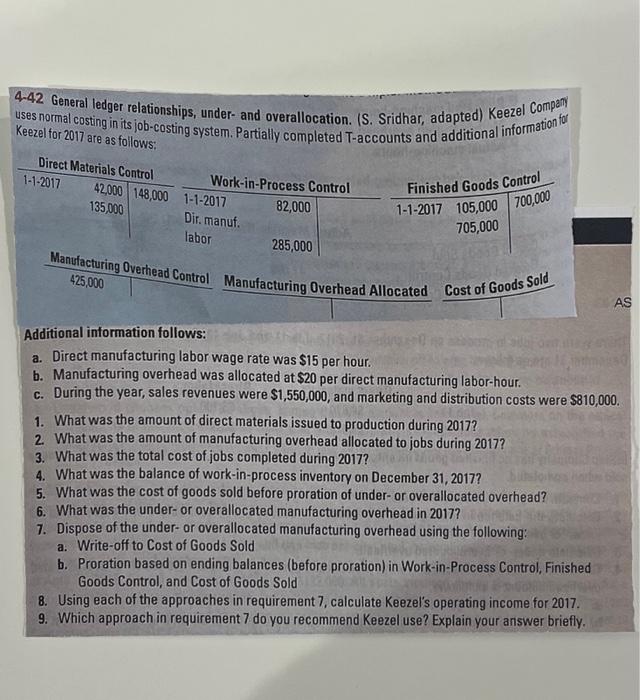 4-42 General ledger relationships, under- and overallocation. (S. Sridhar, adapted) Keezel Company
uses normal costing in its job-costing system. Partially completed T-accounts and additional information for
Keezel for 2017 are as follows:
Direct Materials Control
1-1-2017 42,000 148,000
135,000
Work-in-Process Control
1-1-2017 82,000
Dir. manuf.
labor 285,000
Finished Goods Control
1-1-2017 105,000 700,000
705,000
Manufacturing Overhead Control
425,000
Manufacturing Overhead Allocated
Cost of Goods Sold
AS
Additional information follows:
a. Direct manufacturing labor wage rate was $15 per hour.
b. Manufacturing overhead was allocated at $20 per direct manufacturing labor-hour.
c. During the year, sales revenues were $1,550,000, and marketing and distribution costs were $810,000.
1. What was the amount of direct materials issued to production during 2017?
2. What was the amount of manufacturing overhead allocated to jobs during 2017?
3. What was the total cost of jobs completed during 2017?
4. What was the balance of work-in-process inventory on December 31, 2017?
5. What was the cost of goods sold before proration of under- or overallocated overhead?
6. What was the under- or overallocated manufacturing overhead in 2017?
7. Dispose of the under- or overallocated manufacturing overhead using the following:
a. Write-off to Cost of Goods Sold
b. Proration based on ending balances (before proration) in Work-in-Process Control, Finished
Goods Control, and Cost of Goods Sold
8. Using each of the approaches in requirement 7, calculate Keezel's operating income for 2017.
9. Which approach in requirement 7 do you recommend Keezel use? Explain your answer briefly.